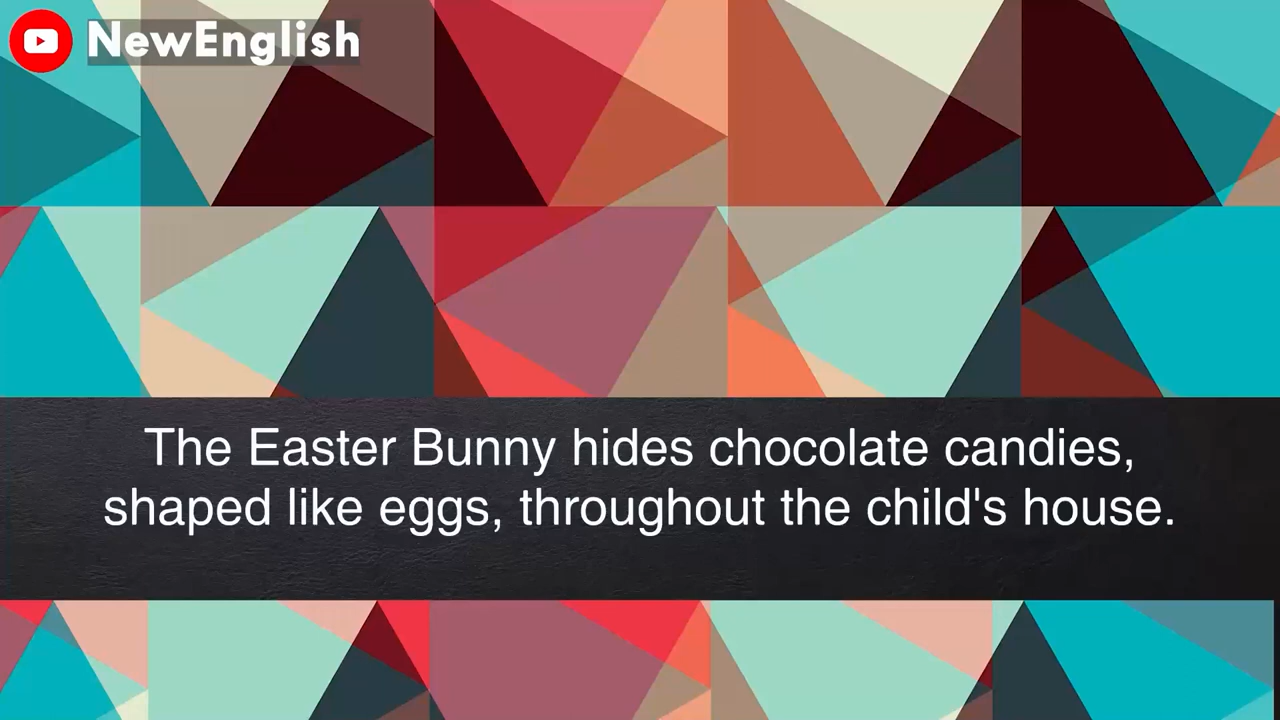 NewEnglish
The Easter Bunny hides chocolate candies,
shaped like eggs, throughout the child's house.